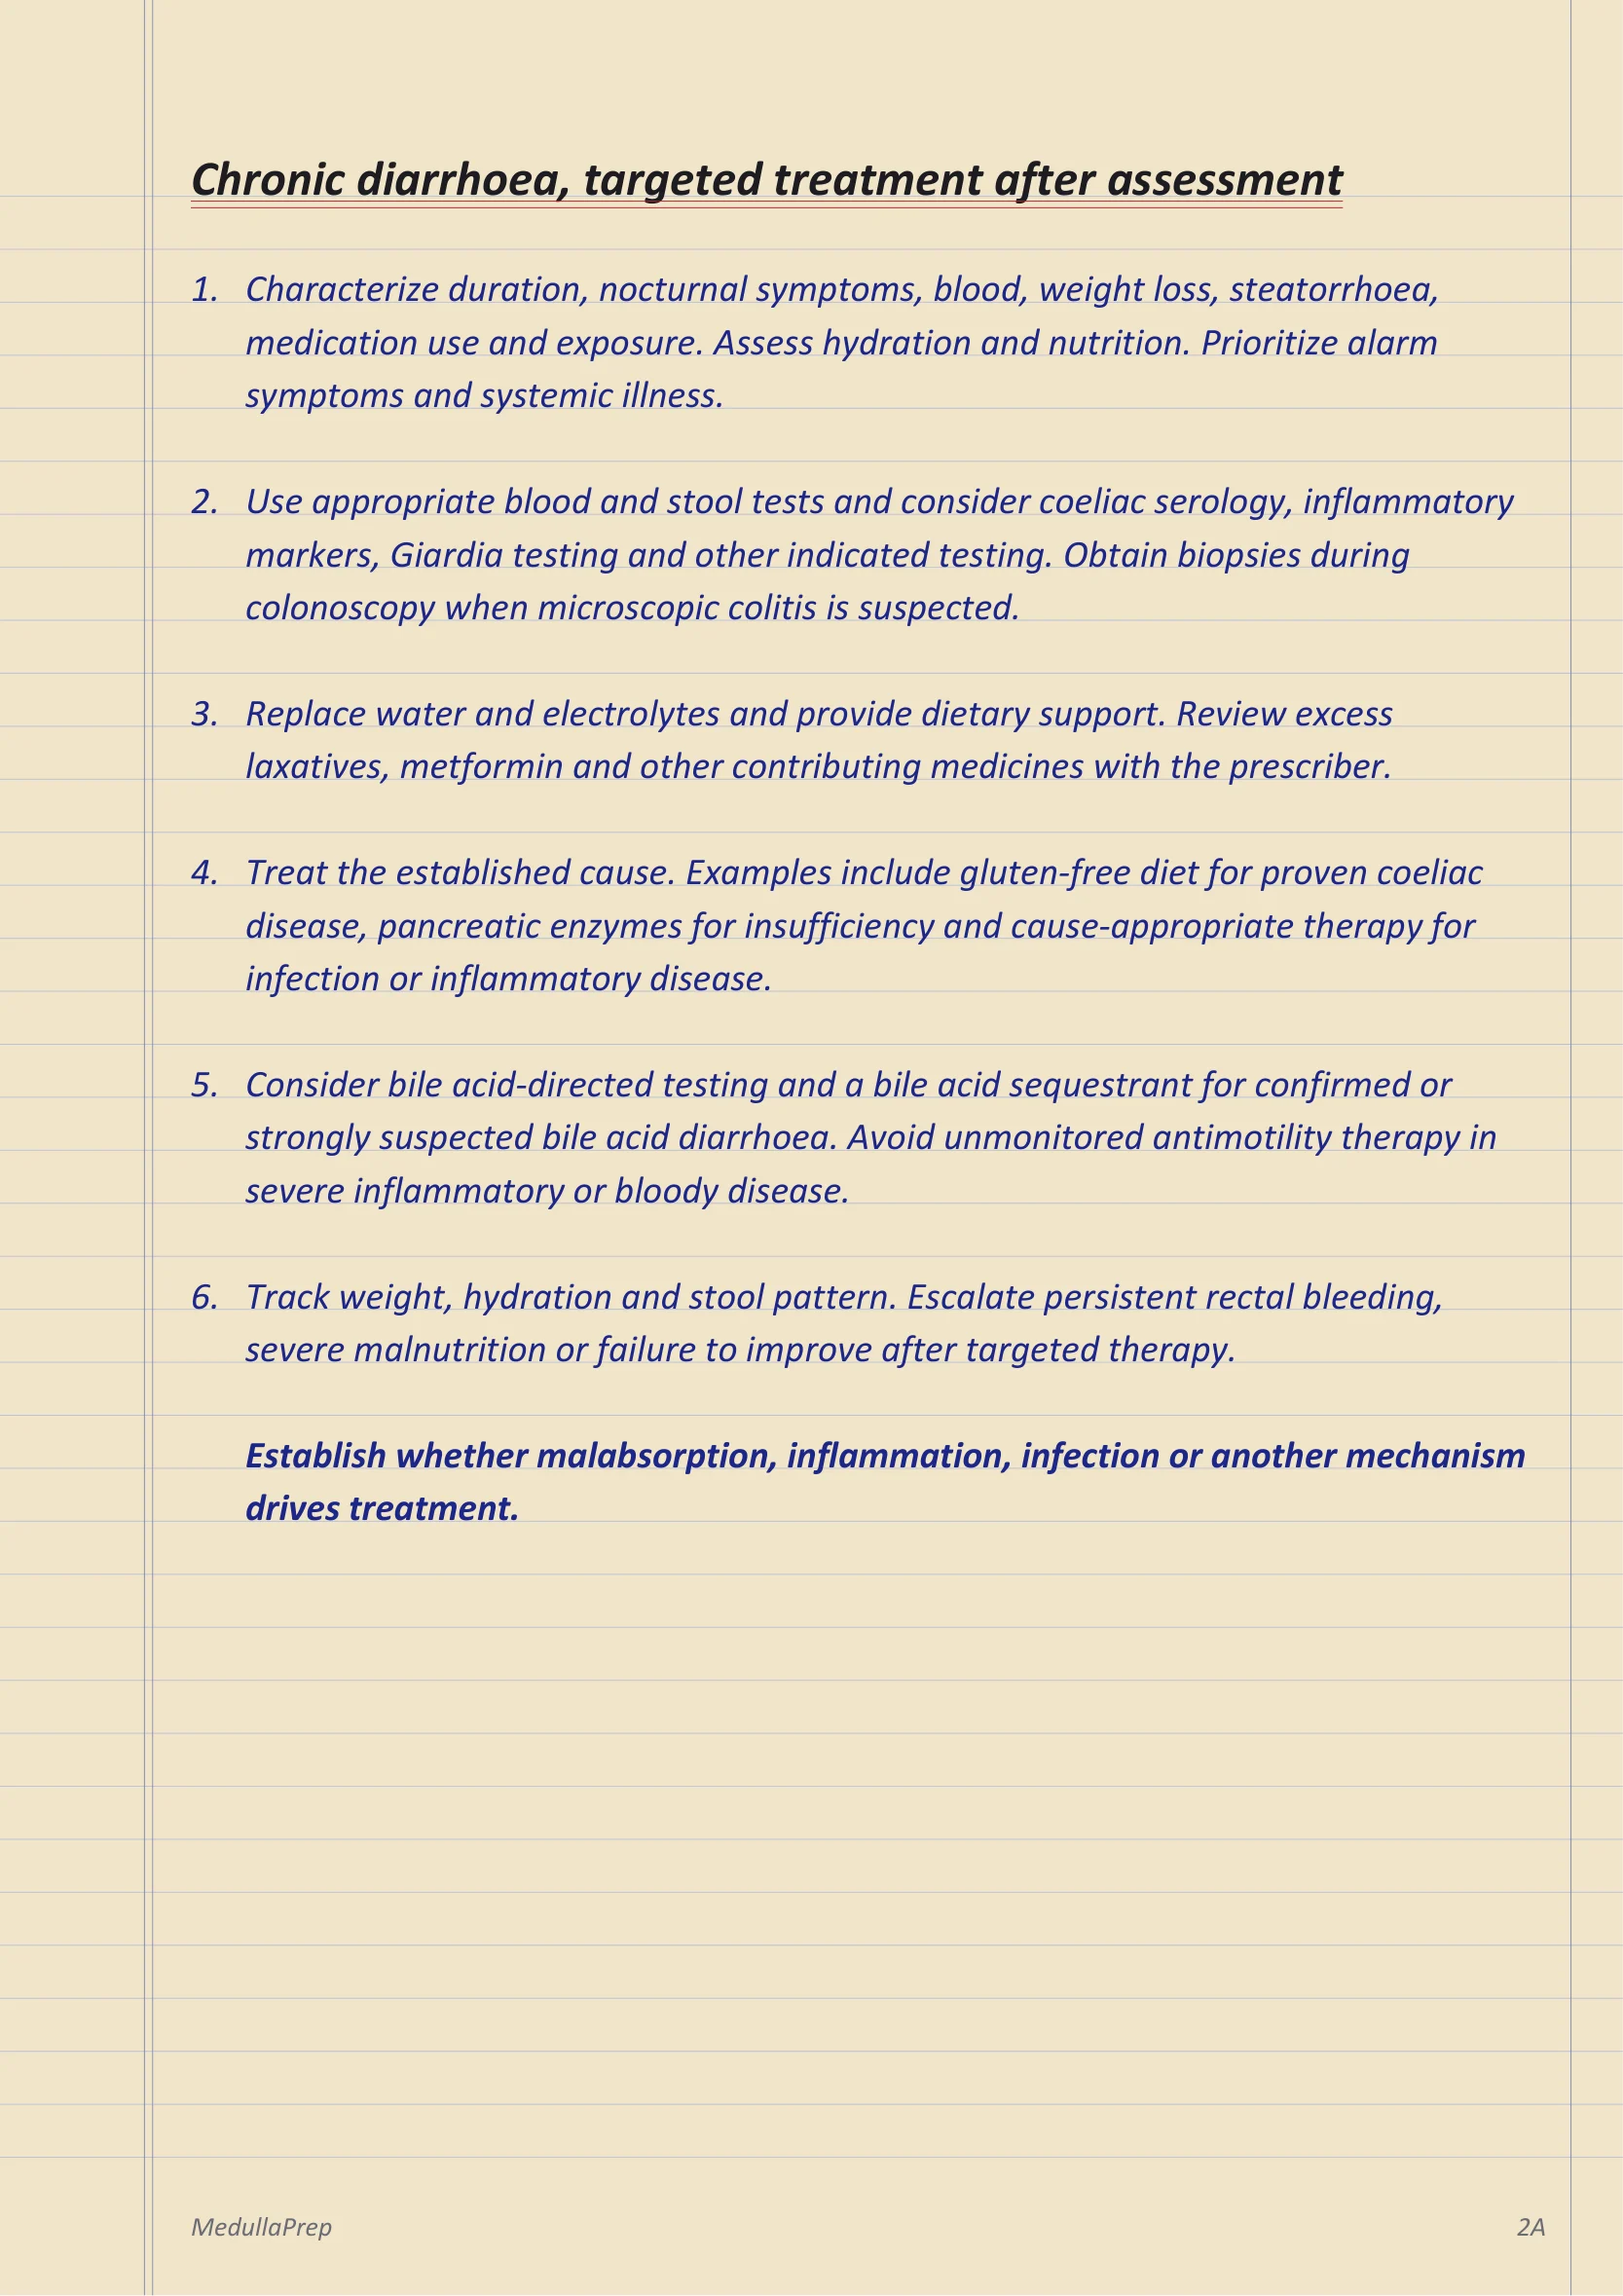 Chronic diarrhoea, targeted treatment after assessment
1. Characterize duration, nocturnal symptoms, blood, weight loss, steatorrhoea,
medication use and exposure. Assess hydration and nutrition. Prioritize alarm
symptoms and systemic illness.
2. Use appropriate blood and stool tests and consider coeliac serology, inflammatory
markers, Giardia testing and other indicated testing. Obtain biopsies during
colonoscopy when microscopic colitis is suspected.
3. Replace water and electrolytes and provide dietary support. Review excess
laxatives, metformin and other contributing medicines with the prescriber.
4. Treat the established cause. Examples include gluten-free diet for proven coeliac
disease, pancreatic enzymes for insufficiency and cause-appropriate therapy for
infection or inflammatory disease.
5. Consider bile acid-directed testing and a bile acid sequestrant for confirmed or
strongly suspected bile acid diarrhoea. Avoid unmonitored antimotility therapy in
severe inflammatory or bloody disease.
6. Track weight, hydration and stool pattern. Escalate persistent rectal bleeding,
severe malnutrition or failure to improve after targeted therapy.
Establish whether malabsorption, inflammation, infection or another mechanism
drives treatment.
MedullaPrep
2A